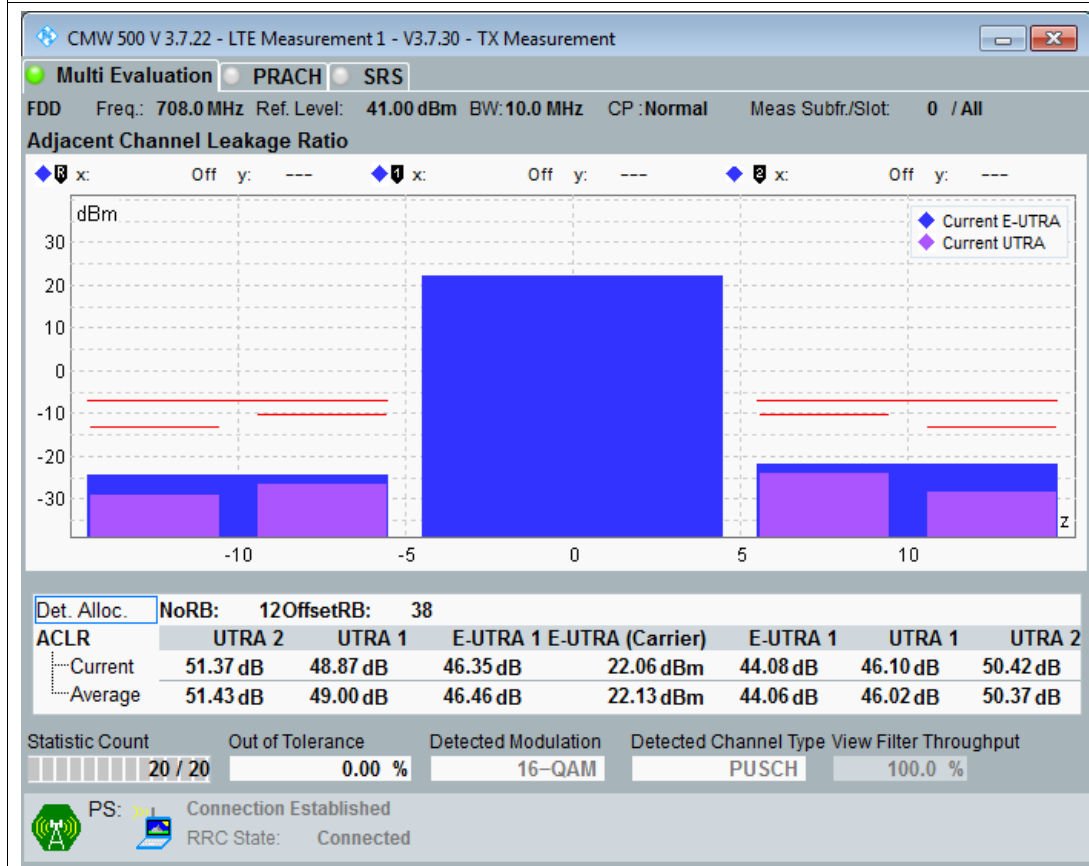 CMW 500 V 3.7.22 - LTE Measurement 1 - V3.7.30 - TX Measurement
Multi Evaluation PRACH SRS
FDD Freq.: 708.0 MHz Ref. Level: 41.00 dBm BW: 10.0 MHz CP : Normal Meas Subfr./Slot: 0 / All
Adjacent Channel Leakage Ratio
R x: Off y: --- 1 x: Off y: --- 2 x: Off y: ---
dBm
Current E-UTRA
Current UTRA
30
20
10
0
-10
-20
-30
z
-10 -5 0 5 10
Det. Alloc. NoRB: 12 OffsetRB: 38
ACLR UTRA 2 UTRA 1 E-UTRA 1 E-UTRA (Carrier) E-UTRA 1 UTRA 1 UTRA 2
Current 51.37 dB 48.87 dB 46.35 dB 22.06 dBm 44.08 dB 46.10 dB 50.42 dB
Average 51.43 dB 49.00 dB 46.46 dB 22.13 dBm 44.06 dB 46.02 dB 50.37 dB
Statistic Count Out of Tolerance Detected Modulation Detected Channel Type View Filter Throughput
20 / 20 0.00 % 16-QAM PUSCH 100.0 %
PS: Connection Established
RRC State: Connected